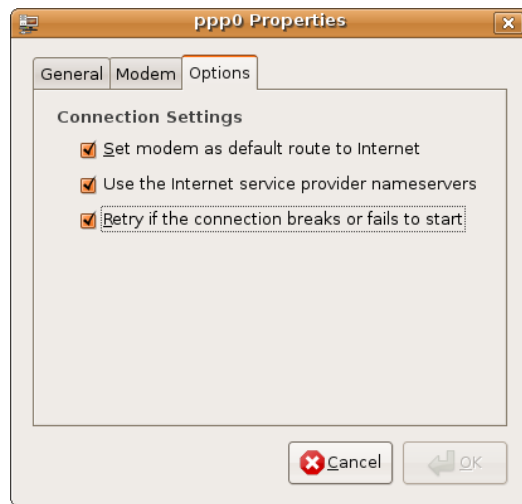 ppp0 Properties
General Modem Options
Connection Settings
Set modem as default route to Internet
Use the Internet service provider nameservers
Retry if the connection breaks or fails to start
Cancel OK